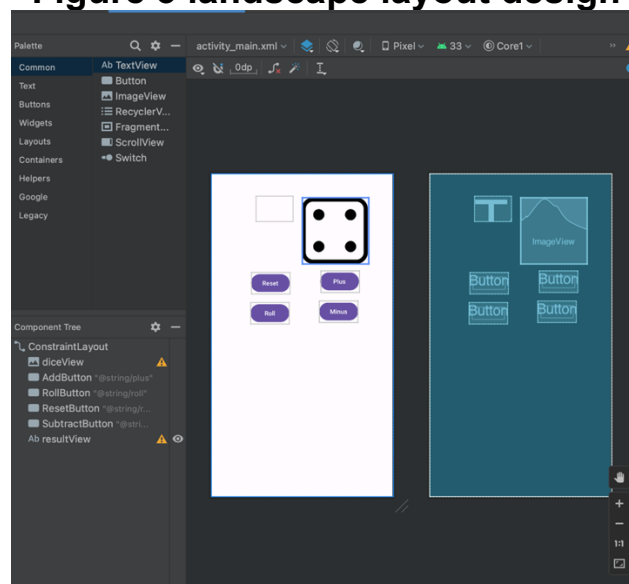 Figure 3 landscape layout design
Palette
activity_main.xml
Pixel
33
Core1
Common
Ab TextView
0dp
Text
Button
Buttons
ImageView
Widgets
RecyclerV...
Layouts
Fragment...
Containers
ScrollView
Helpers
Switch
Google
Legacy
ImageView
Reset
Plus
Roll
Minus
Button
Button
Button
Button
Component Tree
ConstraintLayout
diceView
AddButton "@string/plus"
RollButton "@string/roll"
ResetButton "@string/r...
SubtractButton "@stri...
Ab resultView
1:1